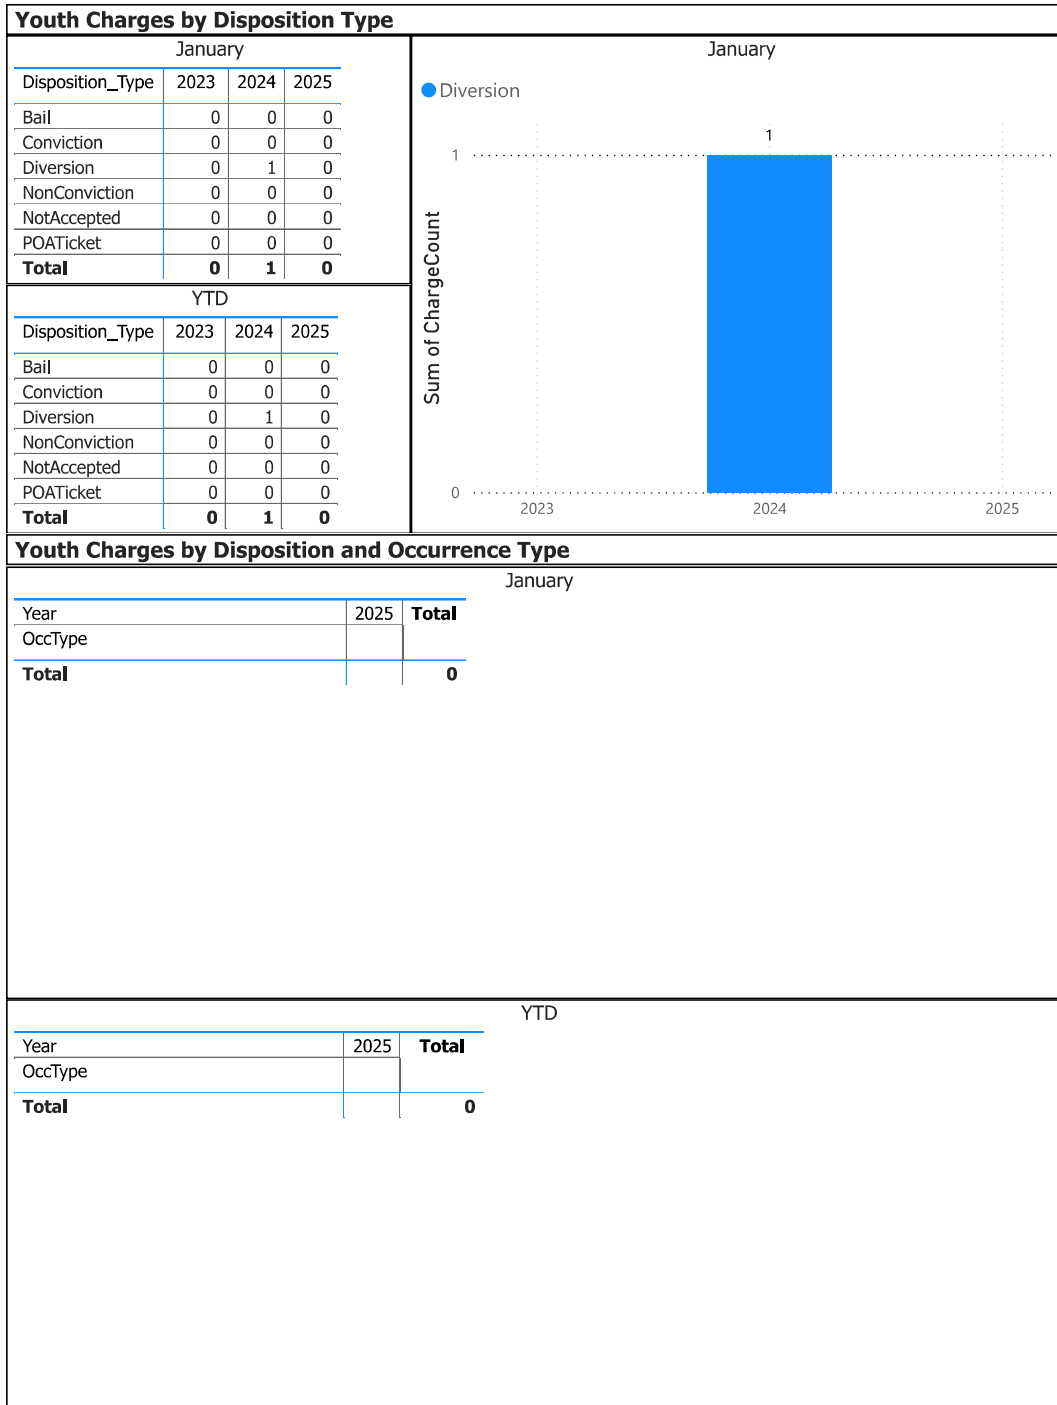 Youth Charges by Disposition Type
January
Disposition_Type 2023 2024 2025
Bail 0 0 0
Conviction 0 0 0
Diversion 0 1 0
NonConviction 0 0 0
NotAccepted 0 0 0
POATicket 0 0 0
Total 0 1 0
YTD
Disposition_Type 2023 2024 2025
Bail 0 0 0
Conviction 0 0 0
Diversion 0 1 0
NonConviction 0 0 0
NotAccepted 0 0 0
POATicket 0 0 0
Total 0 1 0
January
Diversion
1
1
Sum of ChargeCount
0
2023 2024 2025
Youth Charges by Disposition and Occurrence Type
January
Year 2025 Total
OccType
Total 0
YTD
Year 2025 Total
OccType
Total 0